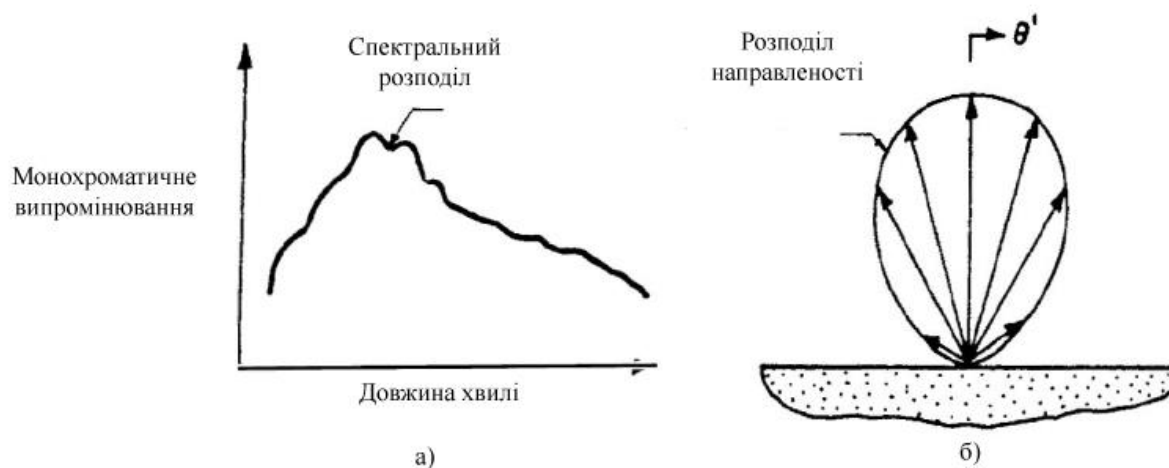 Спектральний
розподіл
Монохроматичне
випромінювання
Довжина хвилі
а)
θ'
Розподіл
направленості
б)